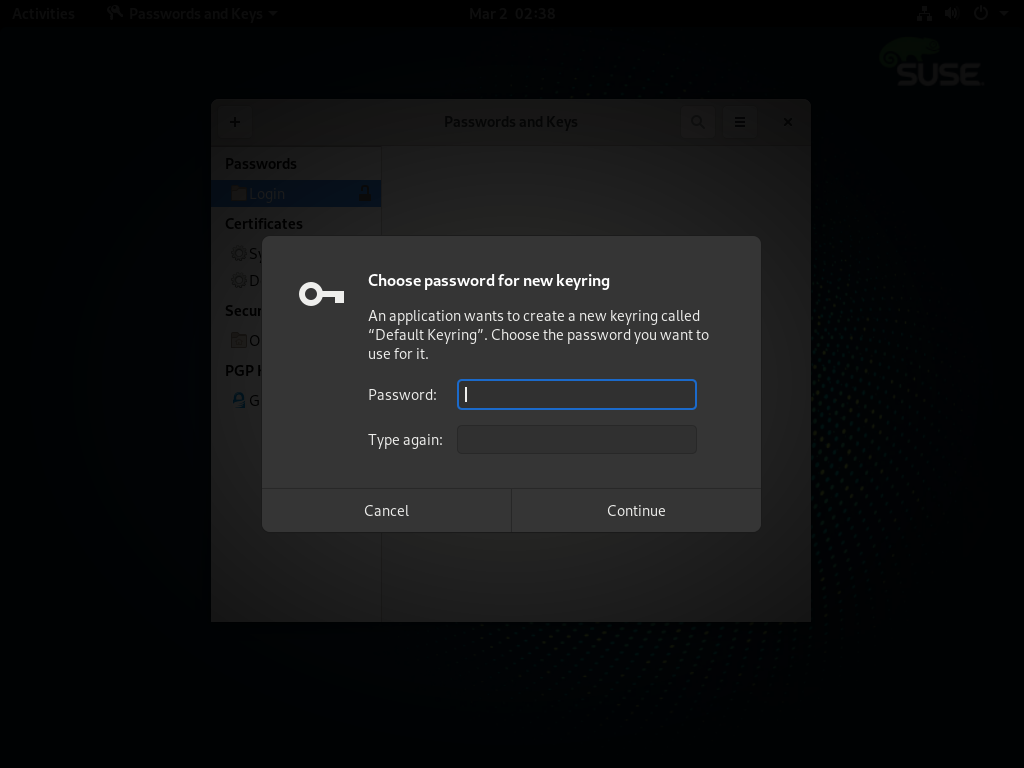 Activities Passwords and Keys Mar 2 02:38
SUSE
Passwords and Keys
Passwords
Login
Certificates
Choose password for new keyring
An application wants to create a new keyring called
“Default Keyring”. Choose the password you want to
use for it.
PGP
Password:
Type again:
Cancel Continue